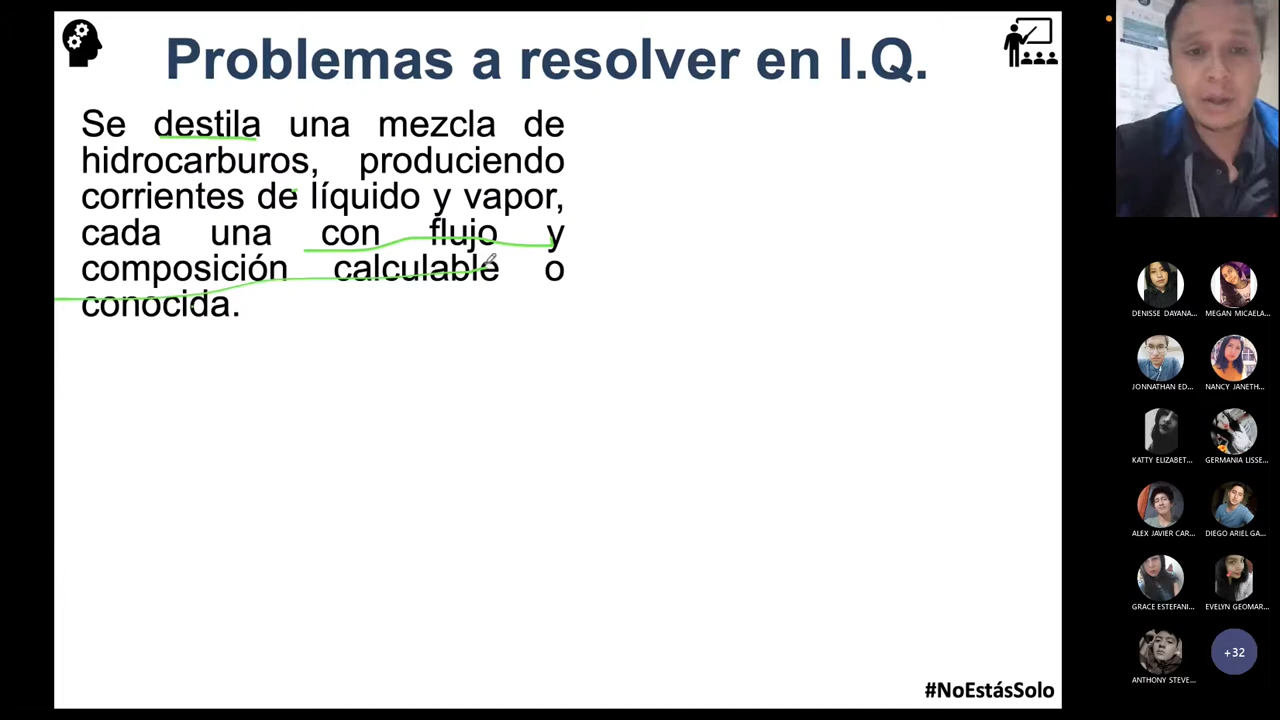 Problemas a resolver en I.Q.
Se destila una mezcla de
hidrocarburos, produciendo
corrientes de líquido y vapor,
cada una con flujo y
composición calculable o
conocida.
#NoEstásSolo
DENISSE DAYANA...
MEGAN MICAELA...
JONNATHAN ED...
NANCY JANETH...
KATTY ELIZABET...
GERMANIA LISSE...
ALEX JAVIER CAR...
DIEGO ARIEL GA...
GRACE ESTEFANI...
EVELYN GEOMAR...
ANTHONY STEVE...
+32